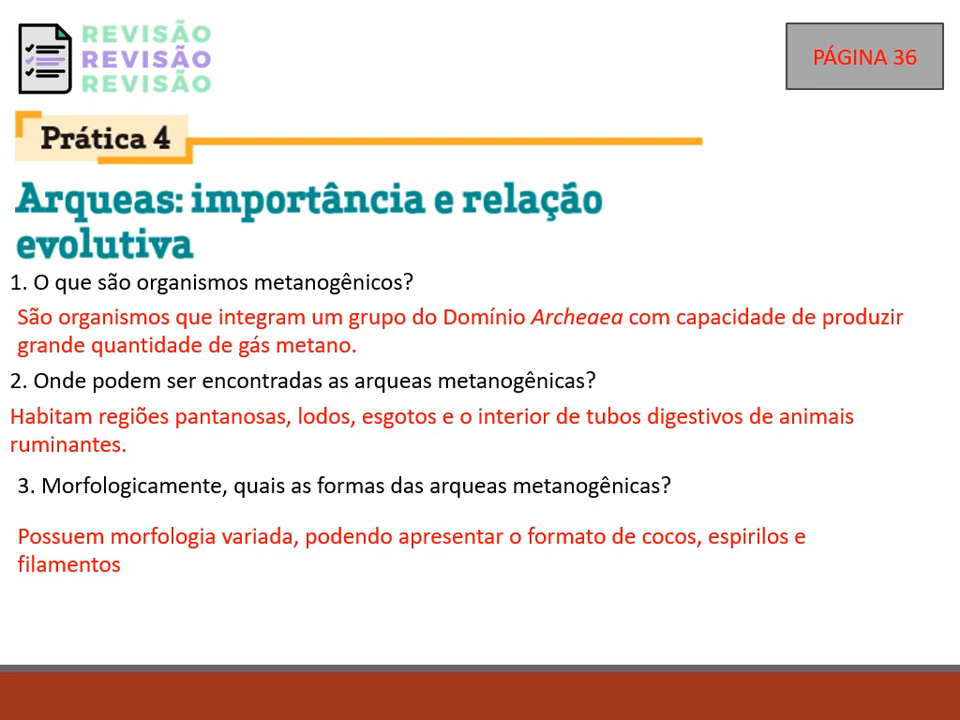 REVISÃO
REVISÃO
REVISÃO
PÁGINA 36
Prática 4
Arqueas: importância e relação
evolutiva
1. O que são organismos metanogênicos?
São organismos que integram um grupo do Domínio Archeaea com capacidade de produzir
grande quantidade de gás metano.
2. Onde podem ser encontradas as arqueas metanogênicas?
Habitam regiões pantanosas, lodos, esgotos e o interior de tubos digestivos de animais
ruminantes.
3. Morfologicamente, quais as formas das arqueas metanogênicas?
Possuem morfologia variada, podendo apresentar o formato de cocos, espirilos e
filamentos